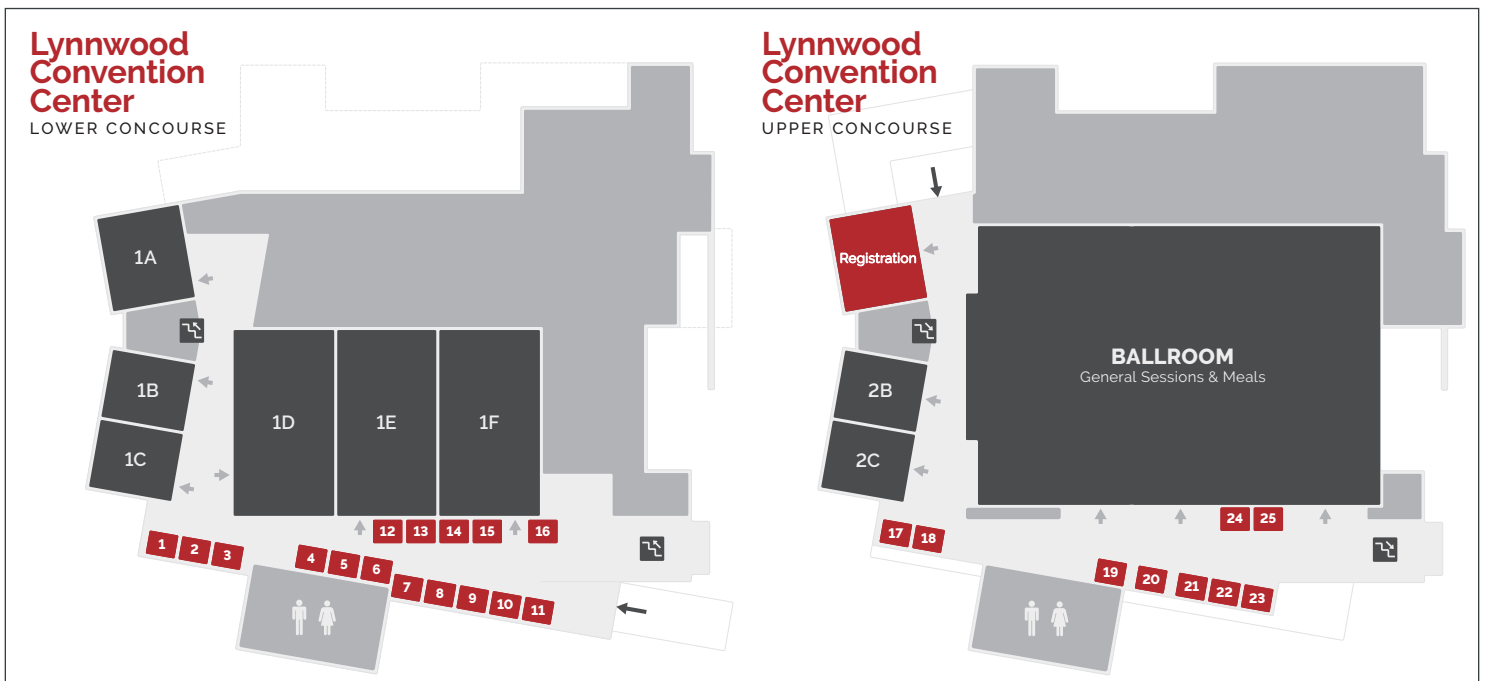 Lynnwood
Convention
Center
LOWER CONCOURSE
1A
1B
1C
1D
1E
1F
12
13
14
15
16
1
2
3
4
5
6
7
8
9
10
11
Lynnwood
Convention
Center
UPPER CONCOURSE
Registration
BALLROOM
General Sessions & Meals
2B
2C
24
25
17
18
19
20
21
22
23